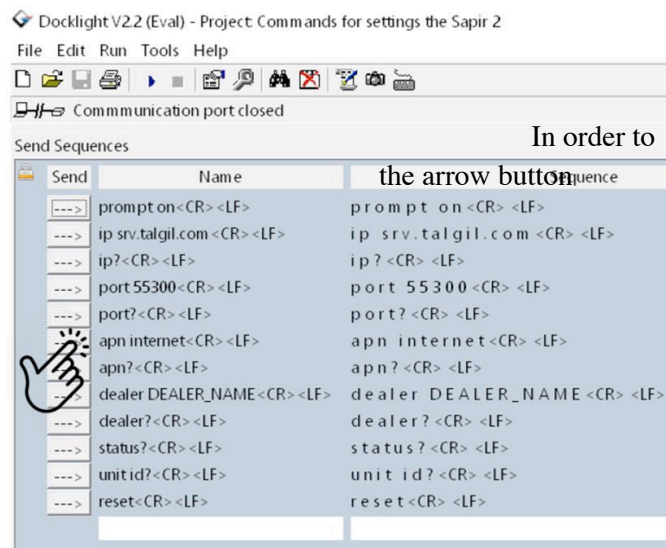 Docklight V2.2 (Eval) - Project: Commands for settings the Sapir 2
File Edit Run Tools Help
Commmunication port closed
Send Sequences
In order to
the arrow button
Send Name Sequence
---> prompt on<CR><LF> prompt on<CR><LF>
---> ip srv.talgil.com<CR><LF> ip srv.talgil.com<CR><LF>
---> ip?<CR><LF> ip?<CR><LF>
---> port 55300<CR><LF> port 55300<CR><LF>
---> port?<CR><LF> port?<CR><LF>
apn internet<CR><LF> apn internet<CR><LF>
apn?<CR><LF> apn?<CR><LF>
dealer DEALER_NAME<CR><LF> dealer DEALER_NAME<CR><LF>
---> dealer?<CR><LF> dealer?<CR><LF>
---> status?<CR><LF> status?<CR><LF>
---> unit id?<CR><LF> unit id?<CR><LF>
---> reset<CR><LF> reset<CR><LF>